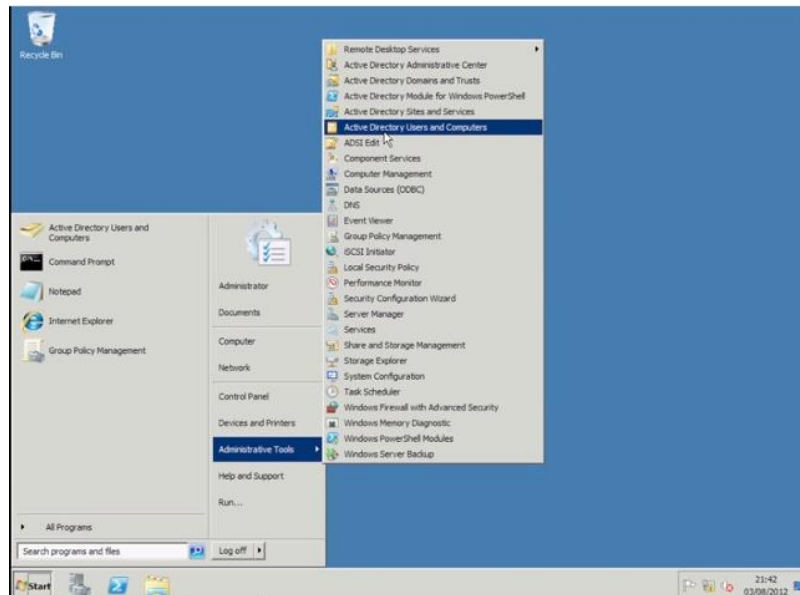 Recycle Bin
Remote Desktop Services
Active Directory Administrative Center
Active Directory Domains and Trusts
Active Directory Module for Windows PowerShell
Active Directory Sites and Services
Active Directory Users and Computers
ADSI Edit
Component Services
Computer Management
Data Sources (ODBC)
DNS
Event Viewer
Group Policy Management
iSCSI Initiator
Local Security Policy
Performance Monitor
Security Configuration Wizard
Server Manager
Services
Share and Storage Management
Storage Explorer
System Configuration
Task Scheduler
Windows Firewall with Advanced Security
Windows Memory Diagnostic
Windows PowerShell Modules
Windows Server Backup
Active Directory Users and
Computers
Command Prompt
Notepad
Internet Explorer
Group Policy Management
All Programs
Search programs and files
Administrator
Documents
Computer
Network
Control Panel
Devices and Printers
Administrative Tools
Help and Support
Run...
Log off
Start
21:42
03/08/2012